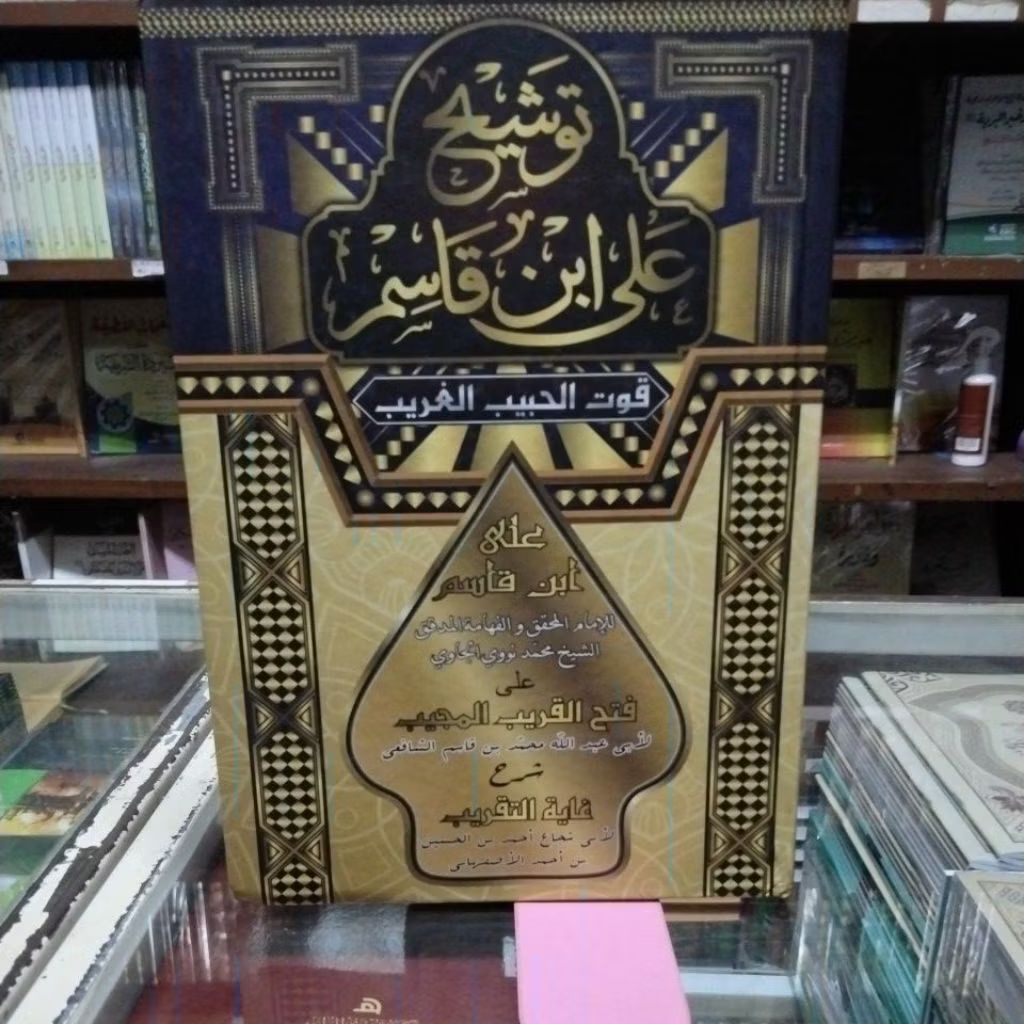 توشيح
على ابن قاسم
قوت الحبيب الغريب
على
ابن قاسم
للإمام المحقق والفهامة المدقق
الشيخ محمد نووي الجاوي
على
فتح القريب المجيب
لأبي عبد الله محمد بن قاسم الشافعي
شرح
غاية التقريب
لأبي شجاع أحمد بن الحسين
بن أحمد الأصفهاني